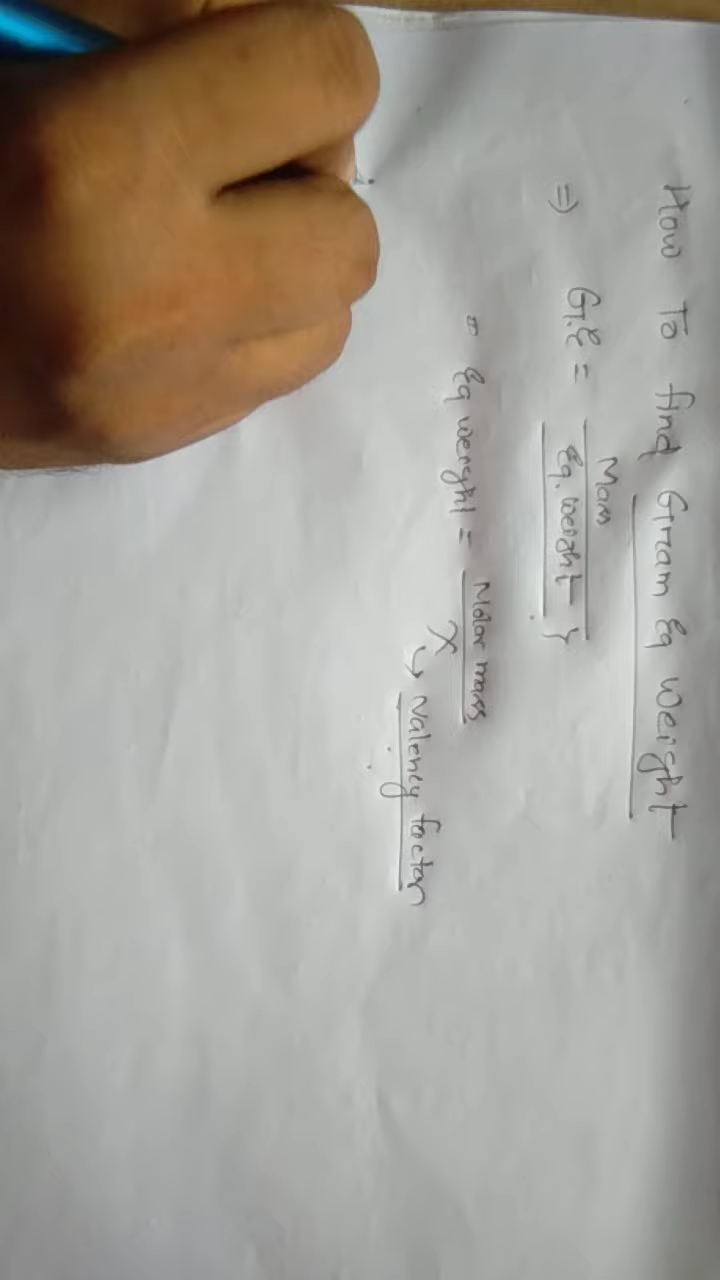 How To find Gram Eq Weight
⇒ G.E = Mass
Eq. weight }
= Eq weight = Molar mass
X
↳ Valency factor